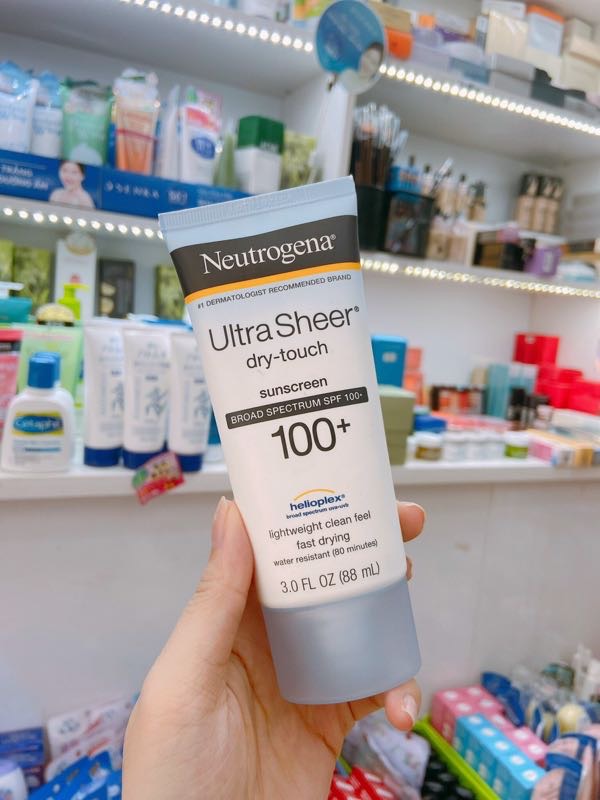 Neutrogena®
#1 DERMATOLOGIST RECOMMENDED BRAND
Ultra Sheer®
dry-touch
sunscreen
BROAD SPECTRUM SPF 100+
100+
helioplex®
broad spectrum uva•uvb
lightweight clean feel
fast drying
water resistant (80 minutes)
3.0 FL OZ (88 mL)
Cetaphil
SENKA